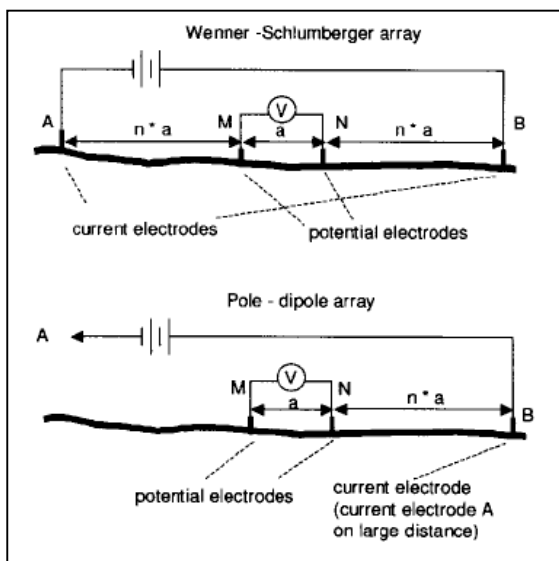 Wenner -Schlumberger array
A
n * a
M
V
a
N
n * a
B
current electrodes
potential electrodes
Pole - dipole array
A
M
V
a
N
n * a
B
potential electrodes
current electrode
(current electrode A
on large distance)